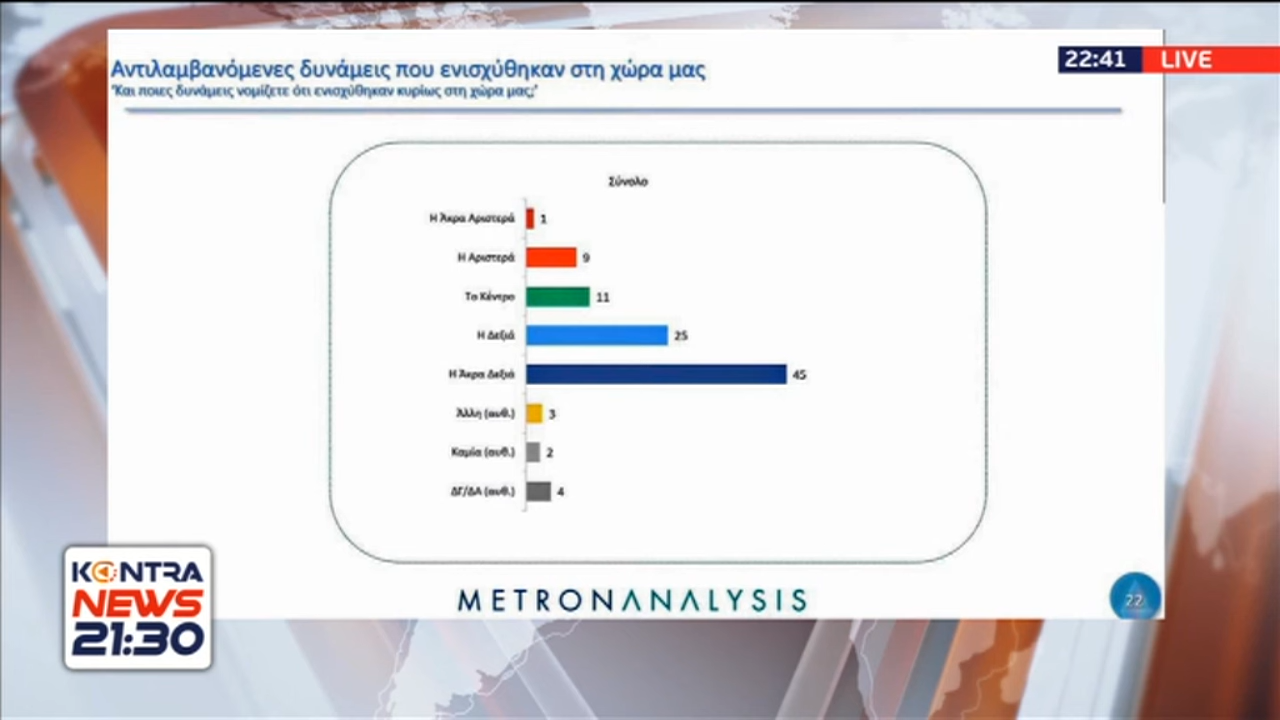 Αντιλαμβανόμενες δυνάμεις που ενισχύθηκαν στη χώρα μας
'Και ποιες δυνάμεις νομίζετε ότι ενισχύθηκαν κυρίως στη χώρα μας;'
22:41 LIVE
Σύνολο
Η Άκρα Αριστερά 1
Η Αριστερά 9
Το Κέντρο 11
Η Δεξιά 25
Η Άκρα Δεξιά 45
Άλλη (αυθ.) 3
Καμία (αυθ.) 2
ΔΓ/ΔΑ (αυθ.) 4
METRONANALYSIS
22
KONTRA
NEWS
21:30